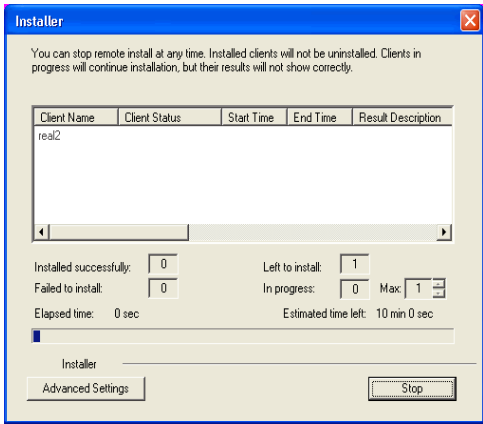 Installer
You can stop remote install at any time. Installed clients will not be uninstalled. Clients in
progress will continue installation, but their results will not show correctly.
Client Name Client Status Start Time End Time Result Description
real2
Installed successfully: 0 Left to install: 1
Failed to install: 0 In progress: 0 Max: 1
Elapsed time: 0 sec Estimated time left: 10 min 0 sec
Installer
Advanced Settings Stop